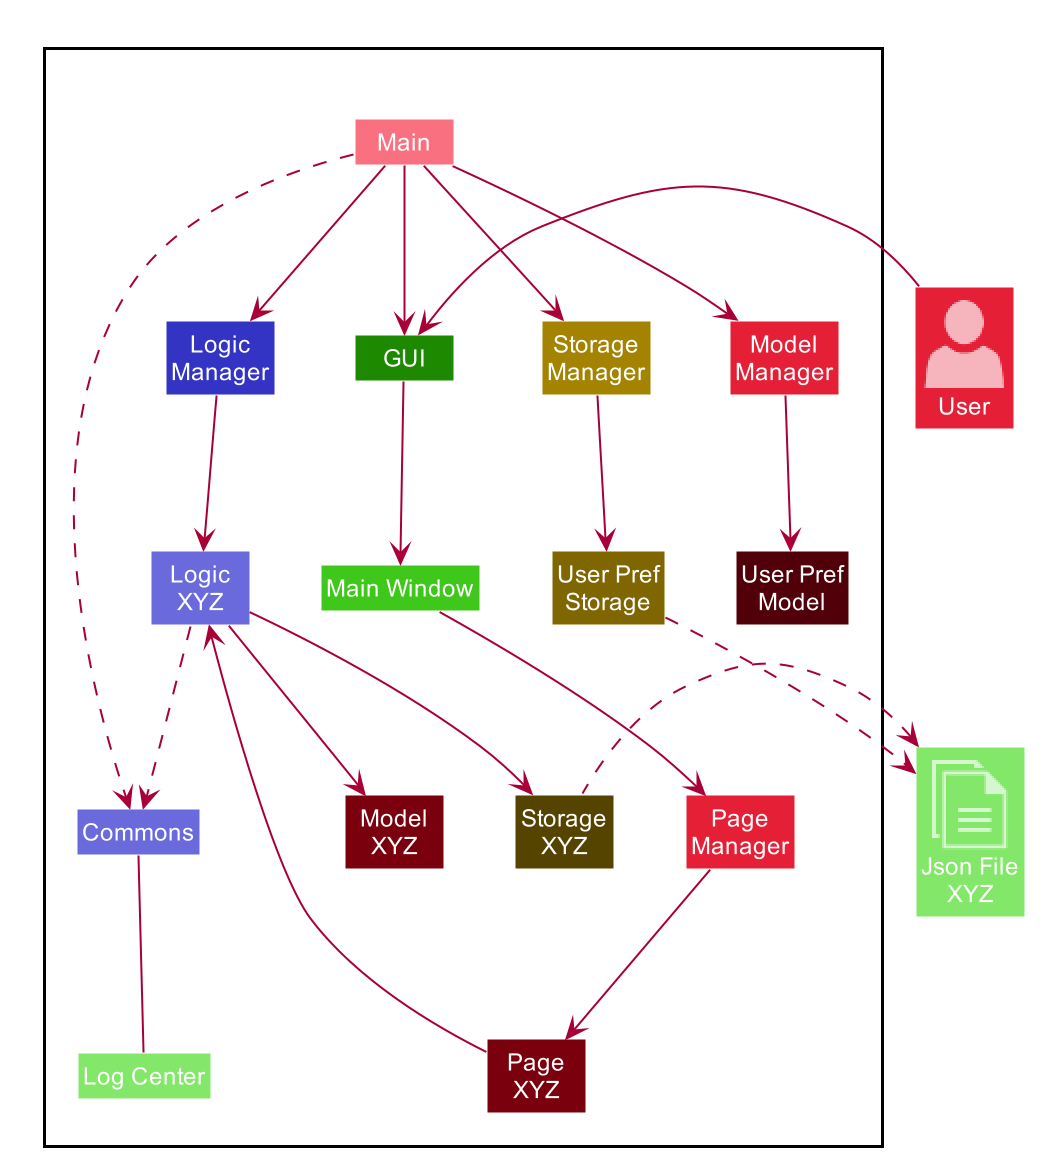 Main
Logic
Manager
GUI
Storage
Manager
Model
Manager
User
Logic
XYZ
Main Window
User Pref
Storage
User Pref
Model
Commons
Model
XYZ
Storage
XYZ
Page
Manager
Json File
XYZ
Log Center
Page
XYZ